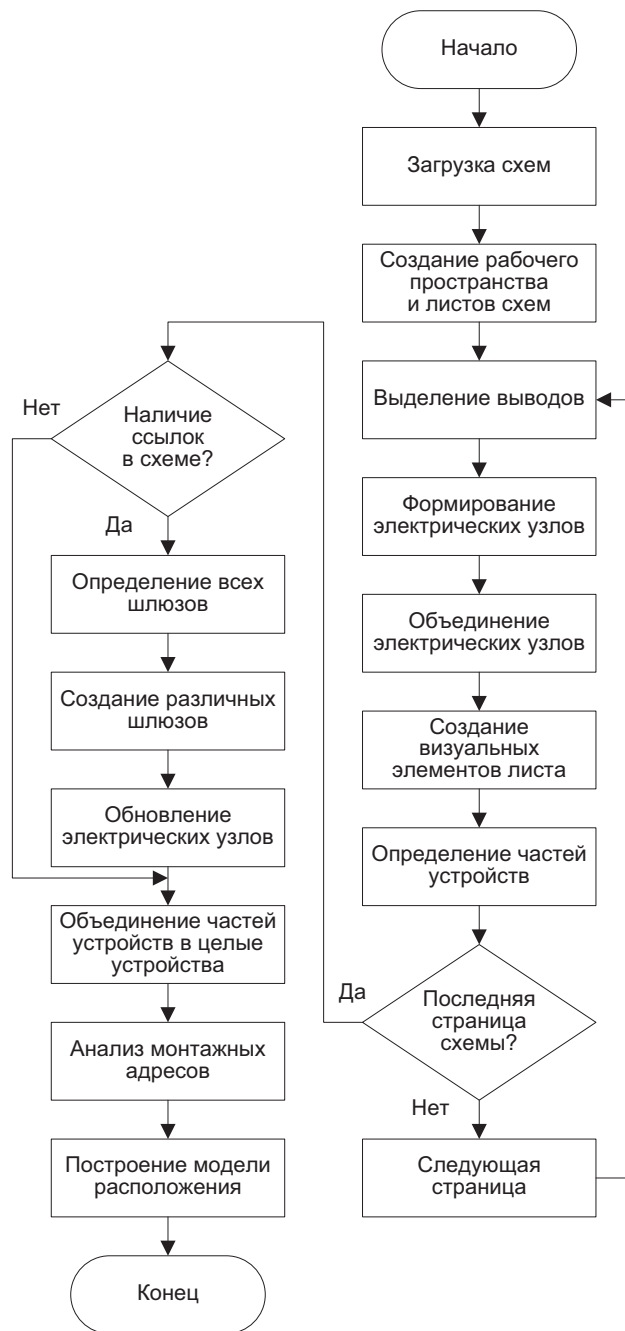 Начало
Загрузка схем
Создание рабочего
пространства
и листов схем
Выделение выводов
Формирование
электрических узлов
Объединение
электрических узлов
Создание
визуальных
элементов листа
Определение частей
устройств
Последняя
страница
схемы?
Да
Нет
Следующая
страница
Наличие
ссылок
в схеме?
Нет
Да
Определение всех
шлюзов
Создание различных
шлюзов
Обновление
электрических узлов
Объединение частей
устройств в целые
устройства
Анализ монтажных
адресов
Построение модели
расположения
Конец